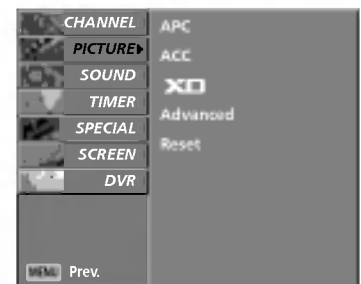 CHANNEL
PICTURE
SOUND
TIMER
SPECIAL
SCREEN
DVR
MENU Prev.
APC
ACC
XD
Advanced
Reset